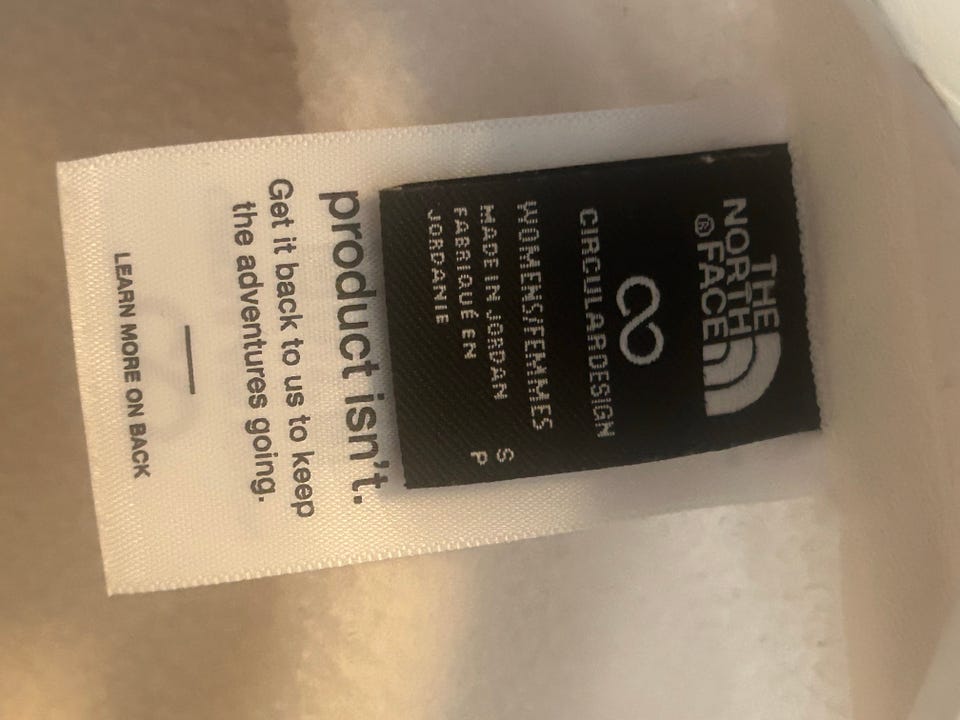 THE
NORTH
FACE®
CIRCULARDESIGN
WOMENS/FEMMES
MADE IN JORDAN S
FABRIQUÉ EN P
JORDANIE
product isn't.
Get it back to us to keep
the adventures going.
LEARN MORE ON BACK